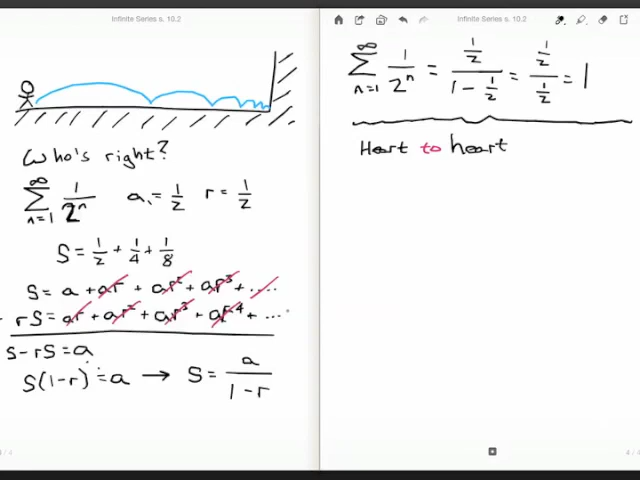 Infinite Series s. 10.2
Who's right?
∞
∑ 1/2ⁿ a₁ = 1/2 r = 1/2
n=1
S = 1/2 + 1/4 + 1/8
S = a + ar + ar² + ar³ + ....
rS = ar + ar² + ar³ + ar⁴ + ...
S-rS = a
S(1-r) = a → S = a/(1-r)
Infinite Series s. 10.2
∞
∑ 1/2ⁿ = (1/2)/(1 - 1/2) = (1/2)/(1/2) = 1
n=1
Heart to heart